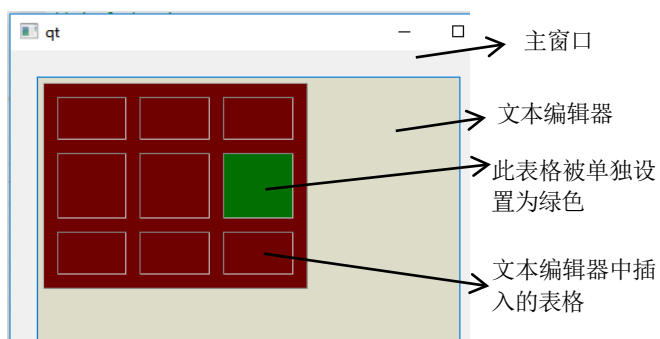 qt
主窗口
文本编辑器
此表格被单独设
置为绿色
文本编辑器中插
入的表格